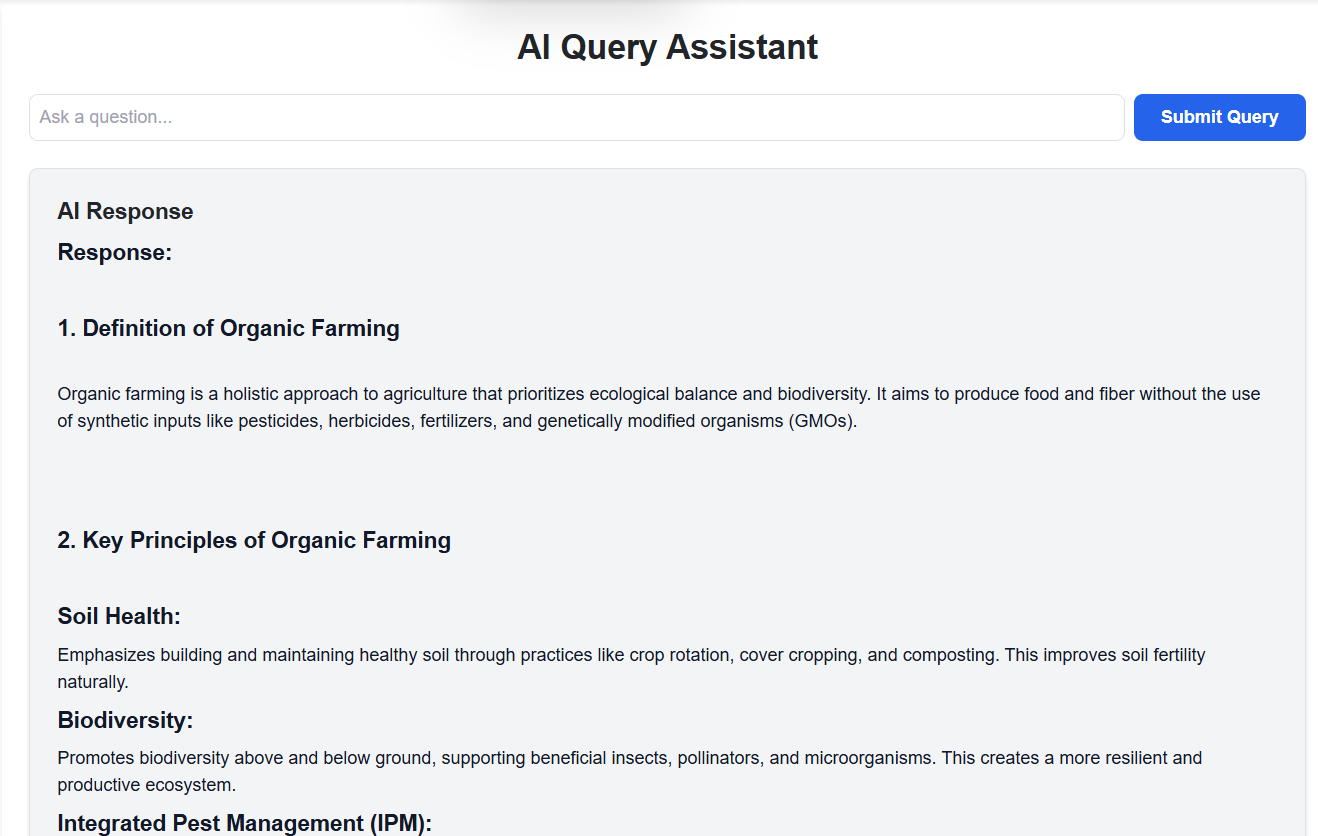 AI Query Assistant
Ask a question...
Submit Query
AI Response
Response:
1. Definition of Organic Farming
Organic farming is a holistic approach to agriculture that prioritizes ecological balance and biodiversity. It aims to produce food and fiber without the use
of synthetic inputs like pesticides, herbicides, fertilizers, and genetically modified organisms (GMOs).
2. Key Principles of Organic Farming
Soil Health:
Emphasizes building and maintaining healthy soil through practices like crop rotation, cover cropping, and composting. This improves soil fertility
naturally.
Biodiversity:
Promotes biodiversity above and below ground, supporting beneficial insects, pollinators, and microorganisms. This creates a more resilient and
productive ecosystem.
Integrated Pest Management (IPM):